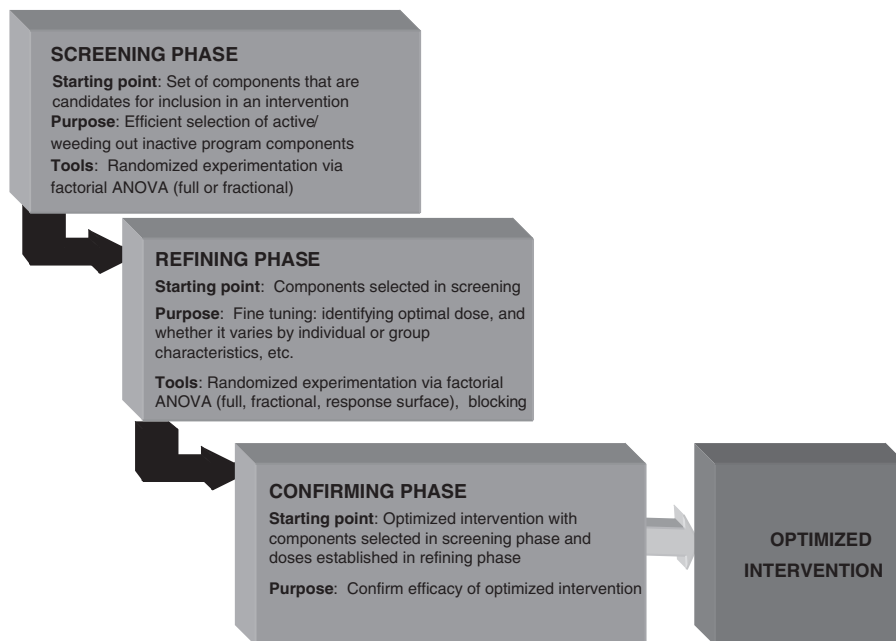 SCREENING PHASE
Starting point: Set of components that are
candidates for inclusion in an intervention
Purpose: Efficient selection of active/
weeding out inactive program components
Tools: Randomized experimentation via
factorial ANOVA (full or fractional)
REFINING PHASE
Starting point: Components selected in screening
Purpose: Fine tuning: identifying optimal dose, and
whether it varies by individual or group
characteristics, etc.
Tools: Randomized experimentation via factorial
ANOVA (full, fractional, response surface), blocking
CONFIRMING PHASE
Starting point: Optimized intervention with
components selected in screening phase and
doses established in refining phase
Purpose: Confirm efficacy of optimized intervention
OPTIMIZED
INTERVENTION